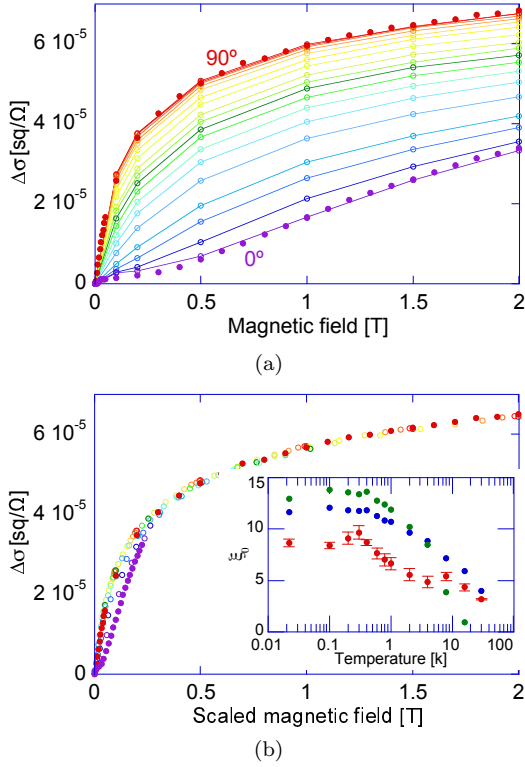 6 10⁻⁵
90º
Δσ [sq/Ω]
4 10⁻⁵
2 10⁻⁵
0º
0
0 0.5 1 1.5 2
Magnetic field [T]
(a)
6 10⁻⁵
Δσ [sq/Ω]
4 10⁻⁵
15
10
ξ₀
5
2 10⁻⁵
0
0.01 0.1 1 10 100
Temperature [k]
0
0 0.5 1 1.5 2
Scaled magnetic field [T]
(b)